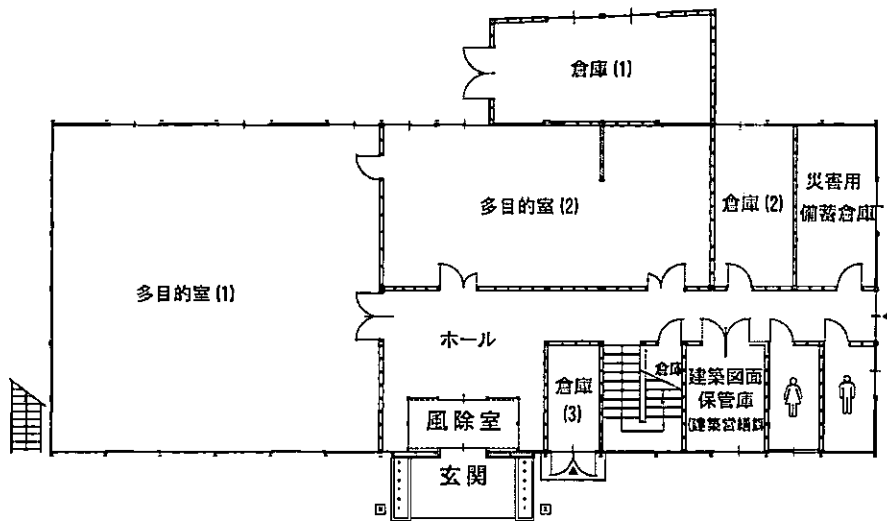 倉庫(1)
災害用
備蓄倉庫
倉庫(2)
多目的室(2)
多目的室(1)
ホール
倉庫
建築図面
保管庫
倉庫
(3)
風除室
玄関